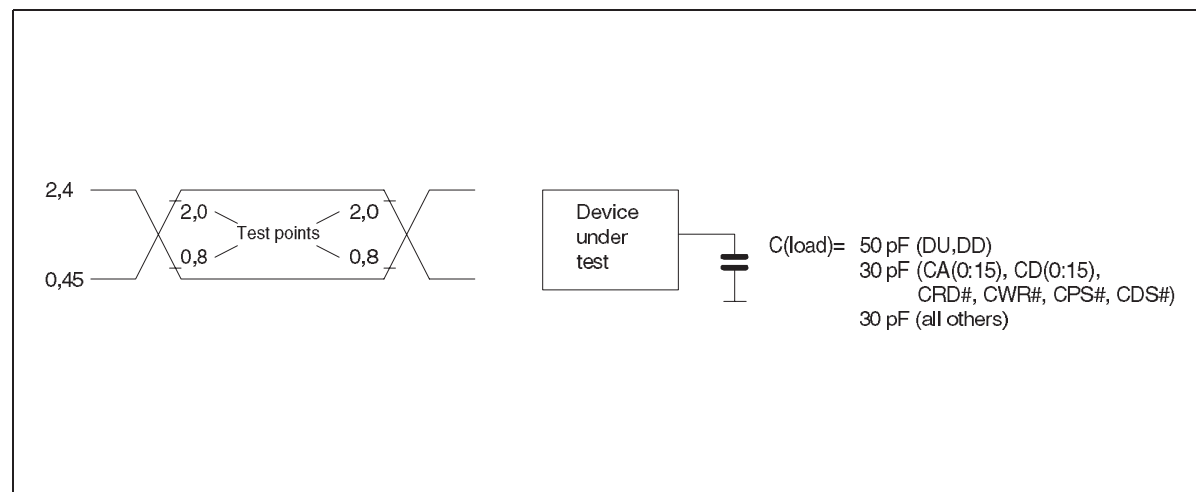 2,4
0,45
2,0
2,0
Test points
0,8
0,8
Device
under
test
C(load)= 50 pF (DU,DD)
30 pF (CA(0:15), CD(0:15),
CRD#, CWR#, CPS#, CDS#)
30 pF (all others)